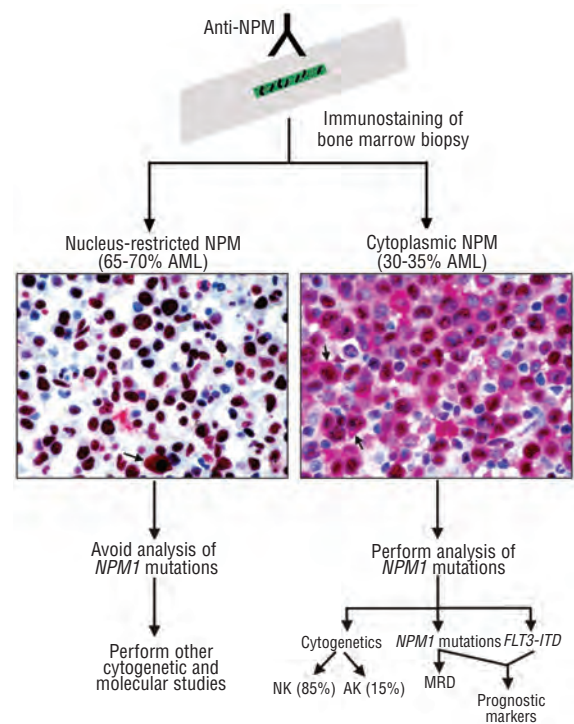 Anti-NPM
Immunostaining of
bone marrow biopsy
Nucleus-restricted NPM
(65-70% AML)
Cytoplasmic NPM
(30-35% AML)
Avoid analysis of
NPM1 mutations
Perform other
cytogenetic and
molecular studies
Perform analysis of
NPM1 mutations
Cytogenetics
NPM1 mutations
FLT3-ITD
NK (85%)
AK (15%)
MRD
Prognostic
markers